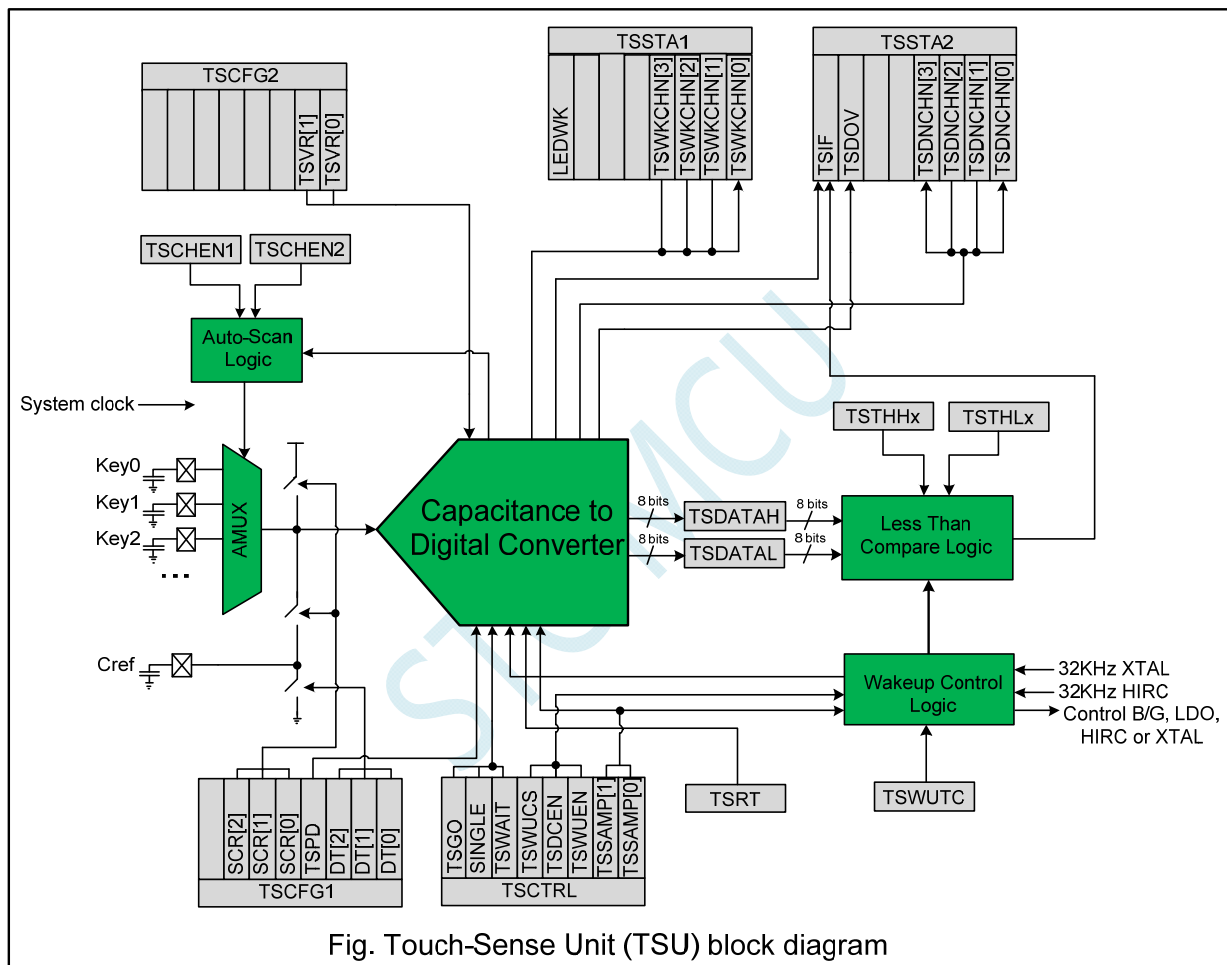 TSCFG2
TSVR[1]
TSVR[0]
TSSTA1
LEDWK
TSWKCHN[3]
TSWKCHN[2]
TSWKCHN[1]
TSWKCHN[0]
TSSTA2
TSIF
TSDOV
TSDNCHN[3]
TSDNCHN[2]
TSDNCHN[1]
TSDNCHN[0]
TSCHEN1
TSCHEN2
Auto-Scan
Logic
System clock
Key0
Key1
Key2
...
AMUX
Cref
Capacitance to
Digital Converter
8 bits
TSDATAH
8 bits
8 bits
TSDATAL
8 bits
TSTHHx
TSTHLx
Less Than
Compare Logic
Wakeup Control
Logic
32KHz XTAL
32KHz HIRC
Control B/G, LDO,
HIRC or XTAL
TSWUTC
TSRT
SCR[2]
SCR[1]
SCR[0]
TSPD
DT[2]
DT[1]
DT[0]
TSCFG1
TSGO
SINGLE
TSWAIT
TSWUCS
TSDCEN
TSWUEN
TSSAMP[1]
TSSAMP[0]
TSCTRL
STCMCU
Fig. Touch-Sense Unit (TSU) block diagram